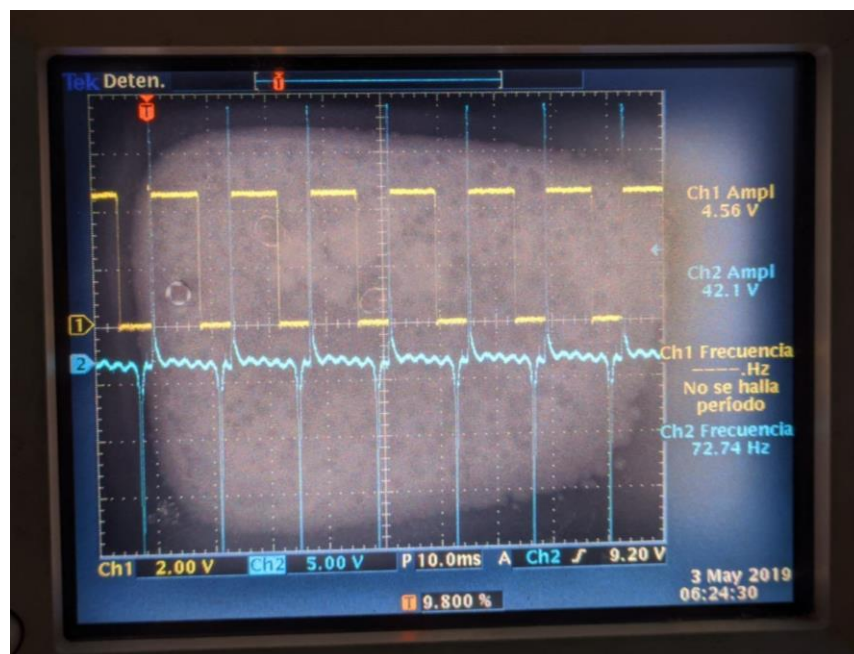 Tek Deten.
T
T
Ch1 Ampl
4.56 V
Ch2 Ampl
42.1 V
1
2
Ch1 Frecuencia
----.Hz
No se halla
período
Ch2 Frecuencia
72.74 Hz
Ch1 2.00 V Ch2 5.00 V P 10.0ms A Ch2 ʃ 9.20 V
T 9.800 %
3 May 2019
06:24:30